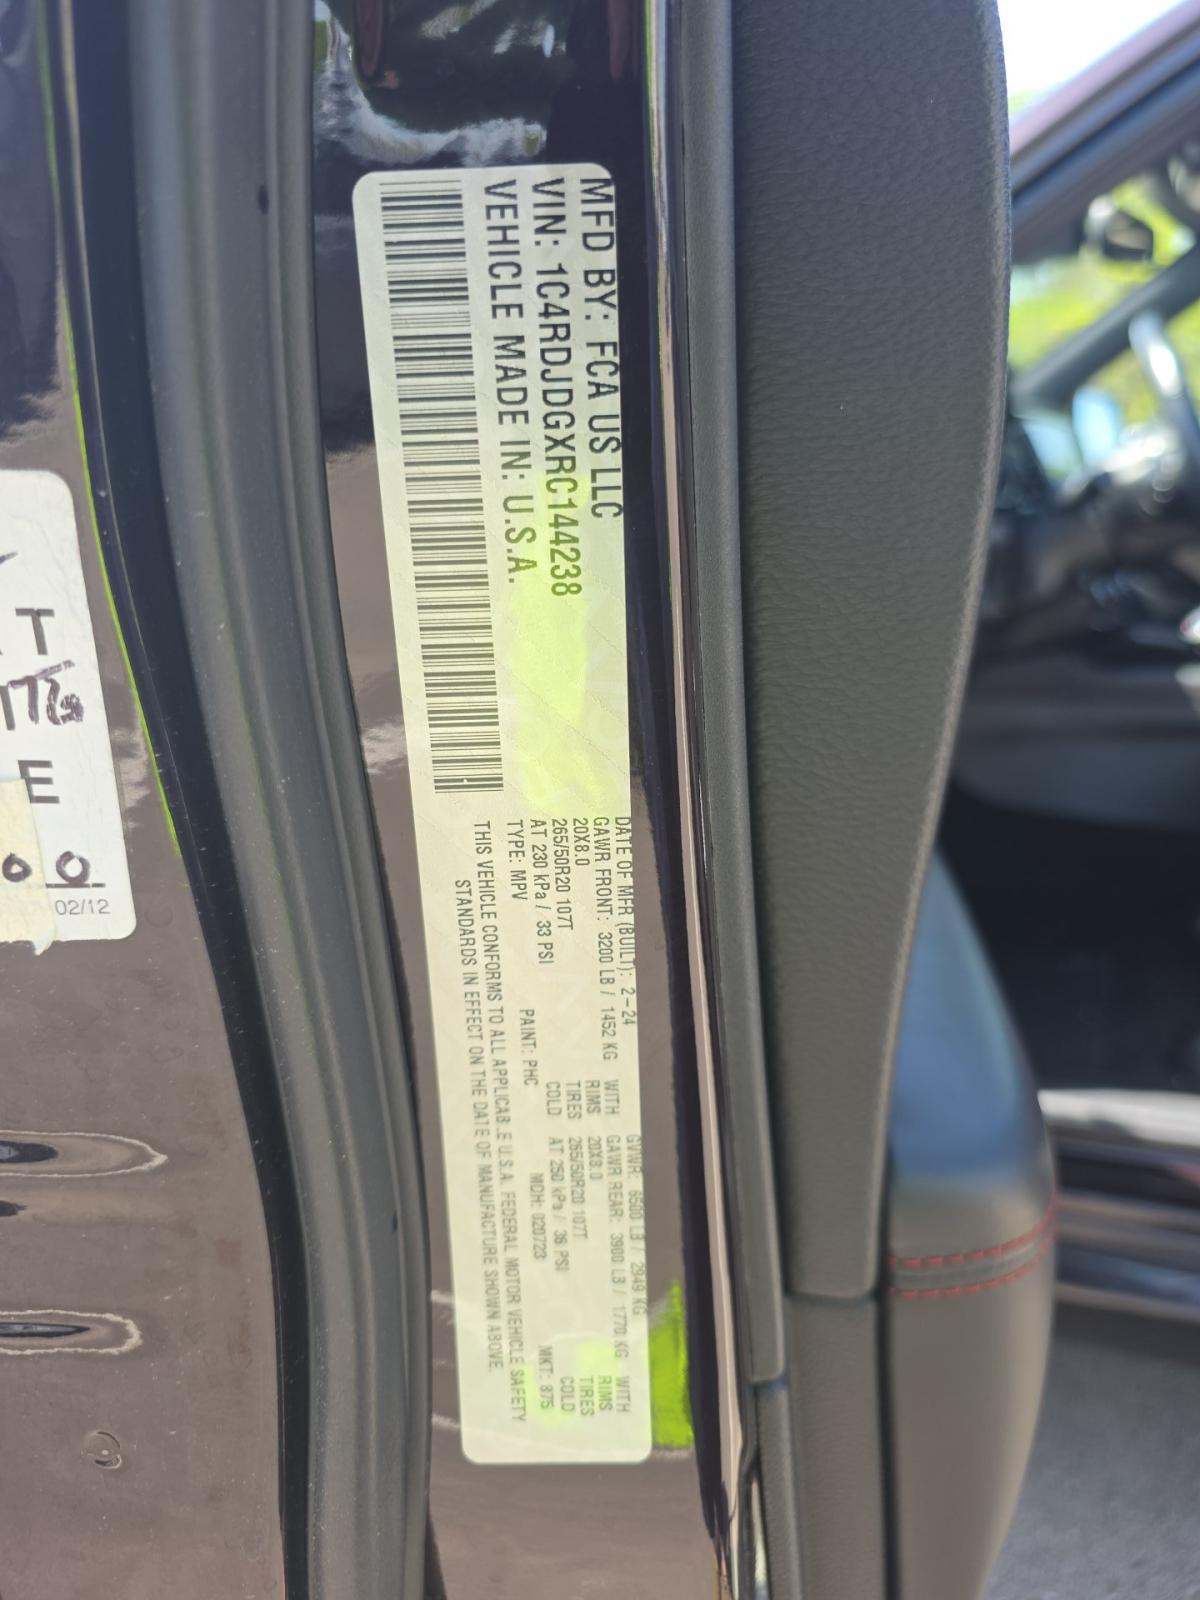 MFD BY: FCA US LLC
VIN: 1C4RDJDGXRC144238
VEHICLE MADE IN: U.S.A.
DATE OF MFR (BUILT): 2-24
GVWR: 6500 LB / 2949 KG
GAWR FRONT: 3200 LB / 1452 KG WITH
GAWR REAR: 3900 LB / 1770 KG WITH
20X8.0 RIMS
20X8.0 RIMS
265/50R20 107T TIRES
265/50R20 107T TIRES
AT 230 kPa / 33 PSI COLD
AT 250 kPa / 36 PSI COLD
TYPE: MPV PAINT: PHC MDH: 020723 MKT: 875
THIS VEHICLE CONFORMS TO ALL APPLICABLE U.S.A. FEDERAL MOTOR VEHICLE SAFETY
STANDARDS IN EFFECT ON THE DATE OF MANUFACTURE SHOWN ABOVE.
T
E
02/12